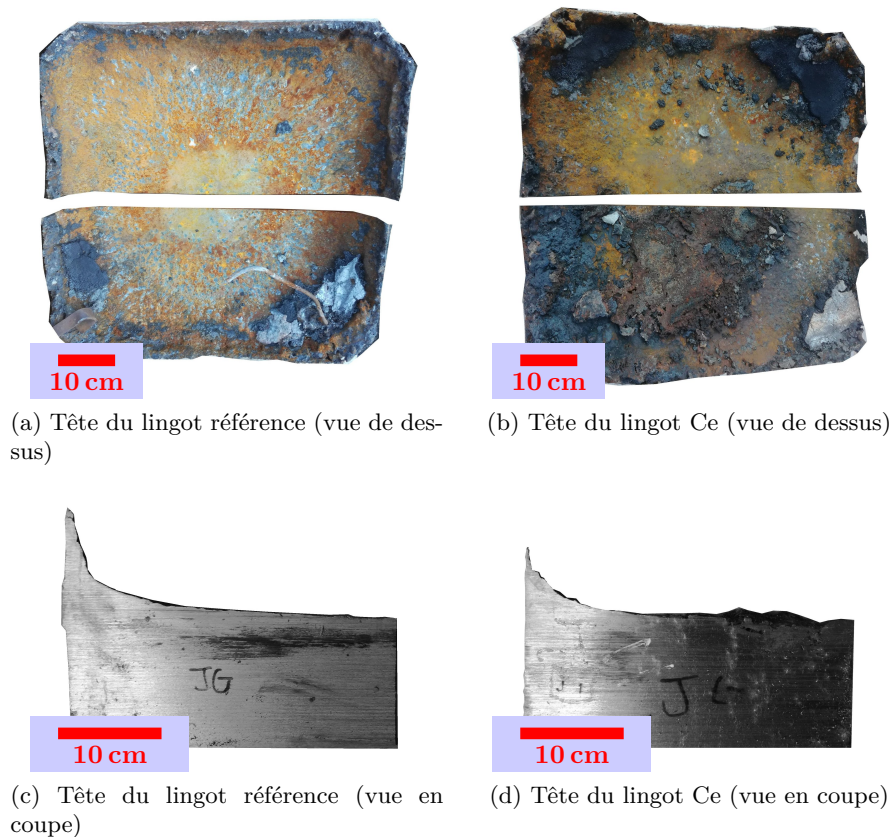 10 cm
10 cm
(a) Tête du lingot référence (vue de des-
sus)
(b) Tête du lingot Ce (vue de dessus)
JG
10 cm
10 cm
(c) Tête du lingot référence (vue en
coupe)
(d) Tête du lingot Ce (vue en coupe)